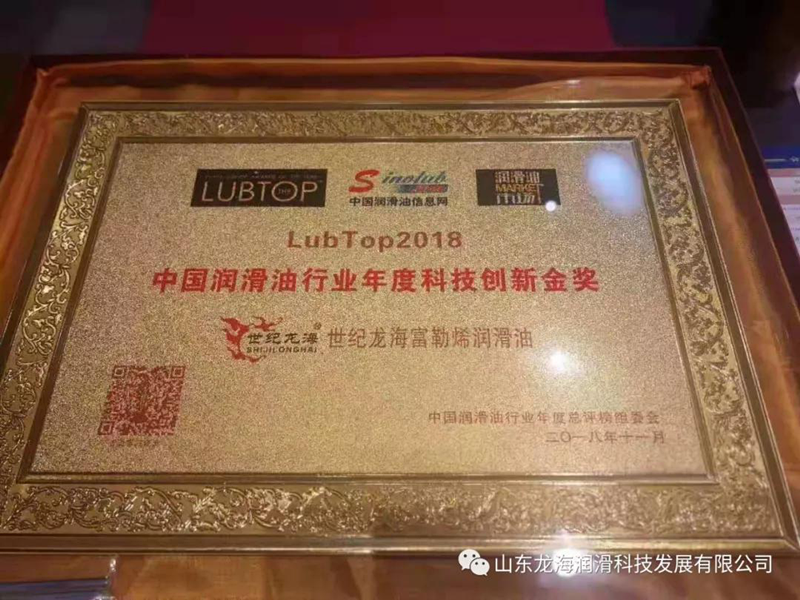 LUBTOP
Sinolub
中国润滑油信息网
润滑油
MARKET
市场
LubTop2018
中国润滑油行业年度科技创新金奖
世纪龙海
SHIJILONGHAI
世纪龙海富勒烯润滑油
中国润滑油行业年度总评榜组委会
二〇一八年十一月
山东龙海润滑科技发展有限公司